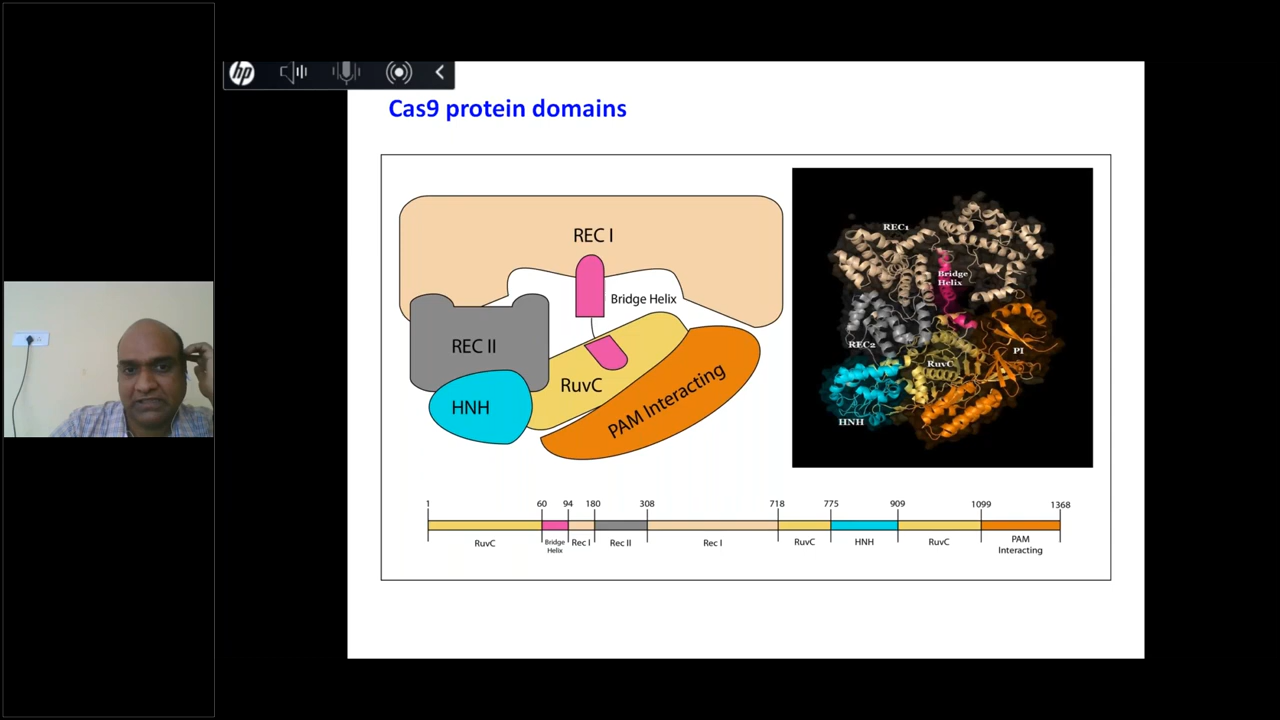 hp
Cas9 protein domains
REC I
Bridge Helix
REC II
RuvC
HNH
PAM Interacting
REC1
Bridge
Helix
REC2
RuvC
PI
HNH
1 60 94 180 308 718 775 909 1099 1368
RuvC Bridge Helix Rec I Rec II Rec I RuvC HNH RuvC PAM Interacting